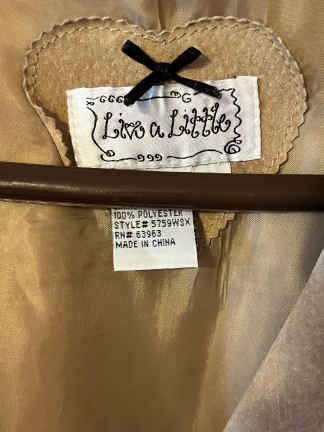 Live a Little
100% POLYESTER
STYLE# 5759WSX
RN# 63963
MADE IN CHINA